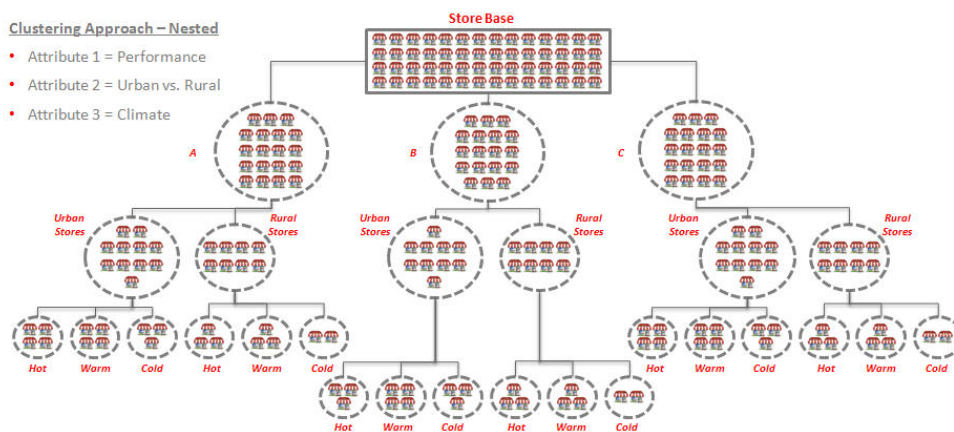 Store Base
Clustering Approach – Nested
• Attribute 1 = Performance
• Attribute 2 = Urban vs. Rural
• Attribute 3 = Climate
A
B
C
Urban
Stores
Rural
Stores
Urban
Stores
Rural
Stores
Urban
Stores
Rural
Stores
Hot
Warm
Cold
Hot
Warm
Cold
Hot
Warm
Cold
Hot
Warm
Cold
Hot
Warm
Cold
Hot
Warm
Cold